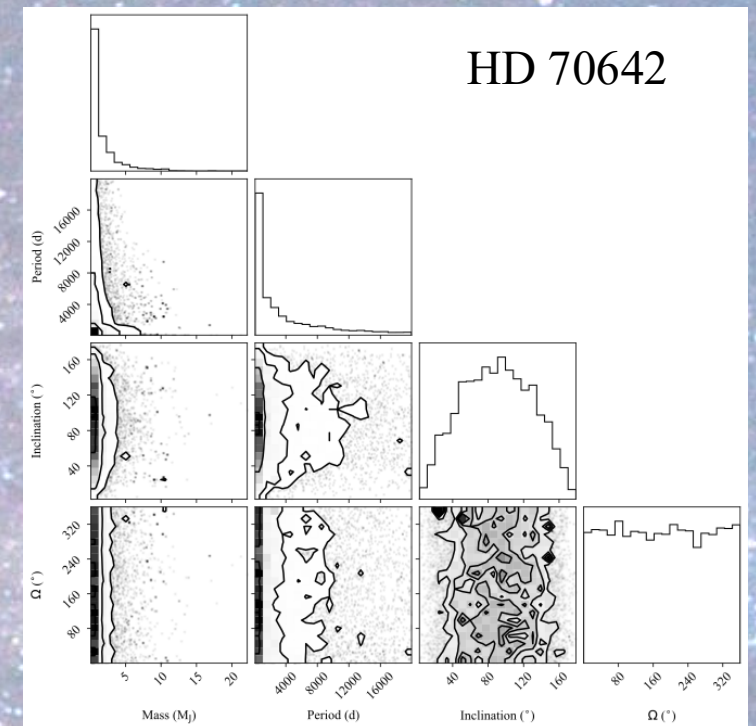 HD 70642
Period (d)
16000
12000
8000
4000
Inclination (°)
160
120
80
40
Ω (°)
320
240
160
80
5 10 15 20
4000 8000 12000 16000
40 80 120 160
80 160 240 320
Mass (MJ) Period (d) Inclination (°) Ω (°)